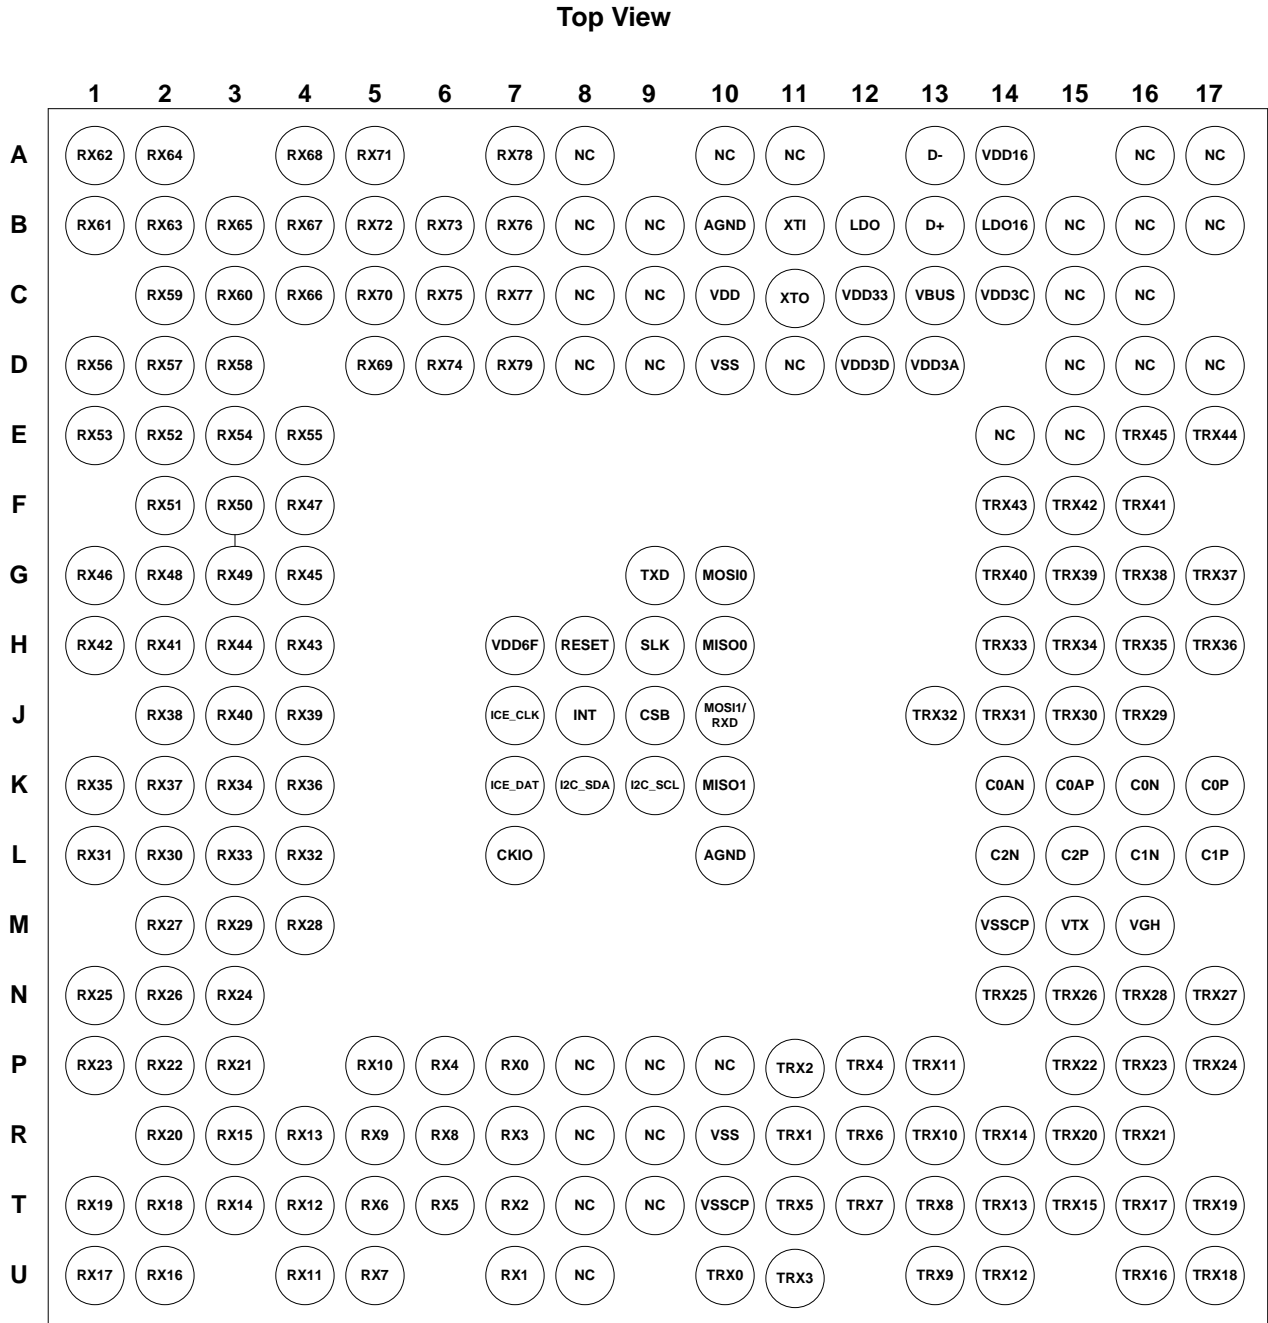 Top View
1 2 3 4 5 6 7 8 9 10 11 12 13 14 15 16 17
A RX62 RX64 RX68 RX71 RX78 NC NC NC D- VDD16 NC NC
B RX61 RX63 RX65 RX67 RX72 RX73 RX76 NC NC AGND XTI LDO D+ LDO16 NC NC NC
C RX59 RX60 RX66 RX70 RX75 RX77 NC NC VDD XTO VDD33 VBUS VDD3C NC NC
D RX56 RX57 RX58 RX69 RX74 RX79 NC NC VSS NC VDD3D VDD3A NC NC NC
E RX53 RX52 RX54 RX55 NC NC TRX45 TRX44
F RX51 RX50 RX47 TRX43 TRX42 TRX41
G RX46 RX48 RX49 RX45 TXD MOSI0 TRX40 TRX39 TRX38 TRX37
H RX42 RX41 RX44 RX43 VDD6F RESET SLK MISO0 TRX33 TRX34 TRX35 TRX36
J RX38 RX40 RX39 ICE_CLK INT CSB MOSI1/ RXD TRX32 TRX31 TRX30 TRX29
K RX35 RX37 RX34 RX36 ICE_DAT I2C_SDA I2C_SCL MISO1 C0AN C0AP C0N C0P
L RX31 RX30 RX33 RX32 CKIO AGND C2N C2P C1N C1P
M RX27 RX29 RX28 VSSCP VTX VGH
N RX25 RX26 RX24 TRX25 TRX26 TRX28 TRX27
P RX23 RX22 RX21 RX10 RX4 RX0 NC NC NC TRX2 TRX4 TRX11 TRX22 TRX23 TRX24
R RX20 RX15 RX13 RX9 RX8 RX3 NC NC VSS TRX1 TRX6 TRX10 TRX14 TRX20 TRX21
T RX19 RX18 RX14 RX12 RX6 RX5 RX2 NC NC VSSCP TRX5 TRX7 TRX8 TRX13 TRX15 TRX17 TRX19
U RX17 RX16 RX11 RX7 RX1 NC TRX0 TRX3 TRX9 TRX12 TRX16 TRX18